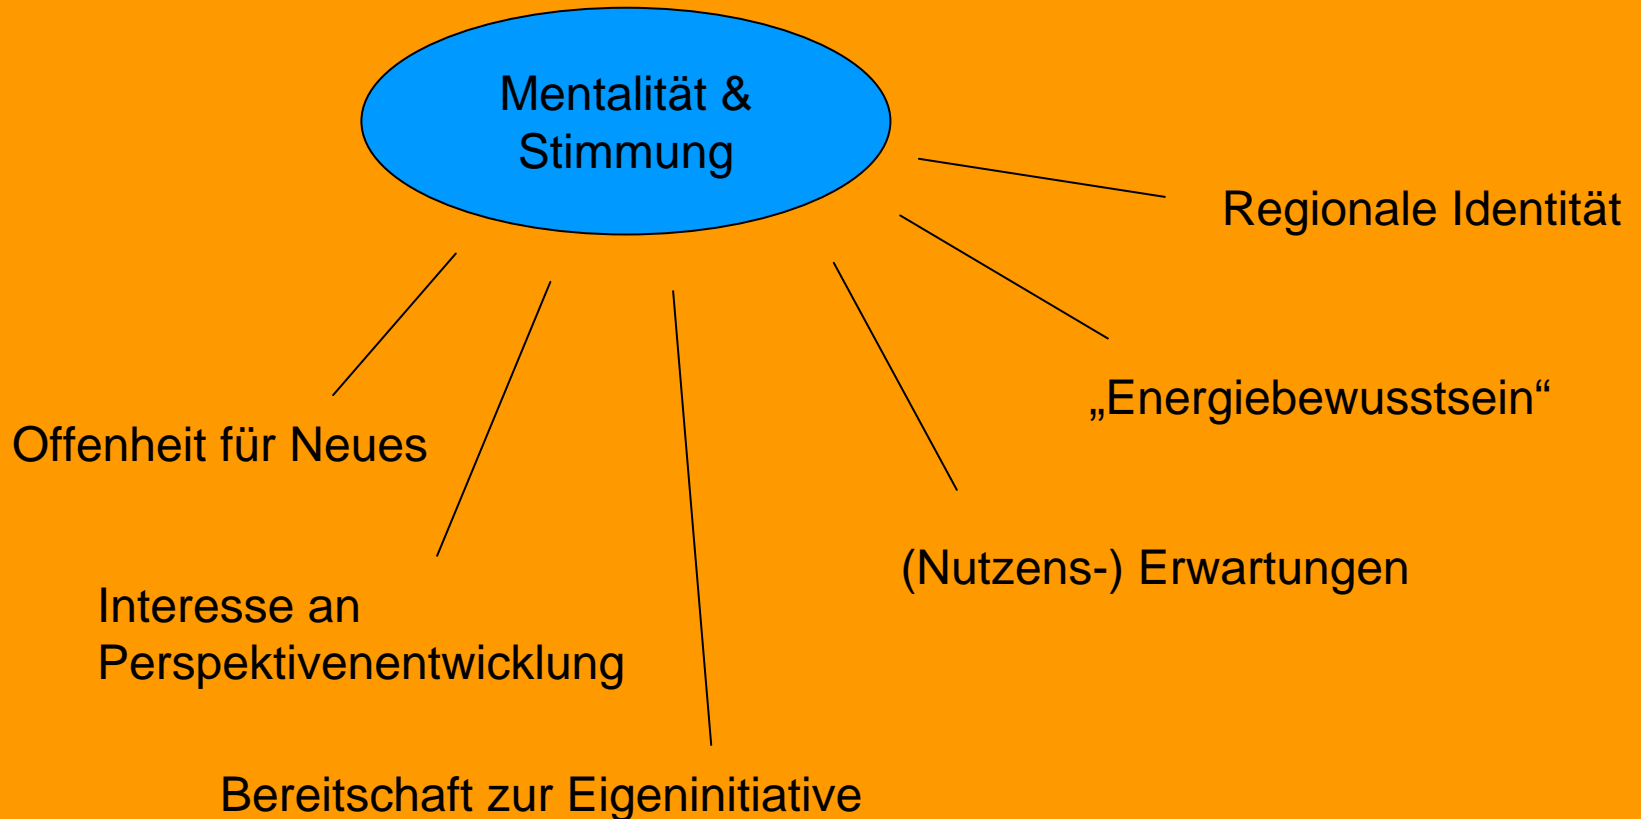 Mentalität &
Stimmung
Regionale Identität
„Energiebewusstsein“
Offenheit für Neues
(Nutzens-) Erwartungen
Interesse an
Perspektivenentwicklung
Bereitschaft zur Eigeninitiative